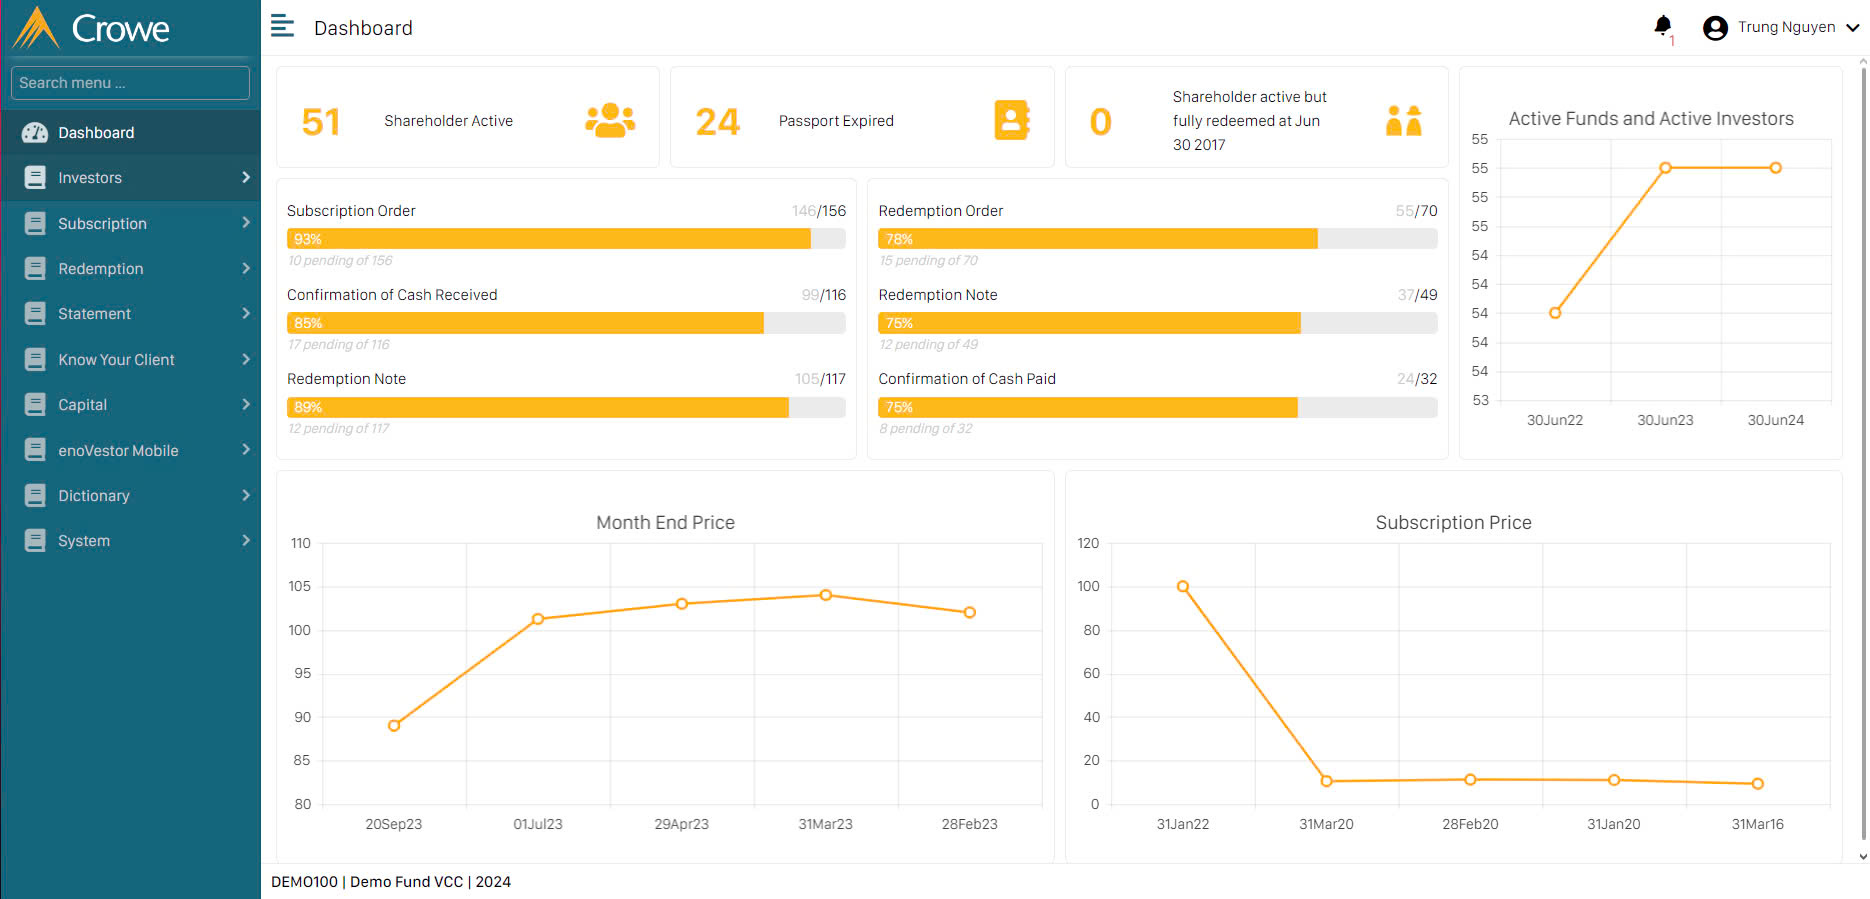 Crowe
Dashboard
1
Trung Nguyen
Search menu ...
Dashboard
Investors
Subscription
Redemption
Statement
Know Your Client
Capital
enoVestor Mobile
Dictionary
System
51 Shareholder Active
24 Passport Expired
0
Shareholder active but
fully redeemed at Jun
30 2017
Subscription Order 146/156
93%
10 pending of 156
Confirmation of Cash Received 99/116
85%
17 pending of 116
Redemption Note 105/117
89%
12 pending of 117
Redemption Order 55/70
78%
15 pending of 70
Redemption Note 37/49
75%
12 pending of 49
Confirmation of Cash Paid 24/32
75%
8 pending of 32
Active Funds and Active Investors
55
55
55
55
54
54
54
54
54
53
30Jun22 30Jun23 30Jun24
Month End Price
110
105
100
95
90
85
80
20Sep23 01Jul23 29Apr23 31Mar23 28Feb23
Subscription Price
120
100
80
60
40
20
0
31Jan22 31Mar20 28Feb20 31Jan20 31Mar16
DEMO100 | Demo Fund VCC | 2024